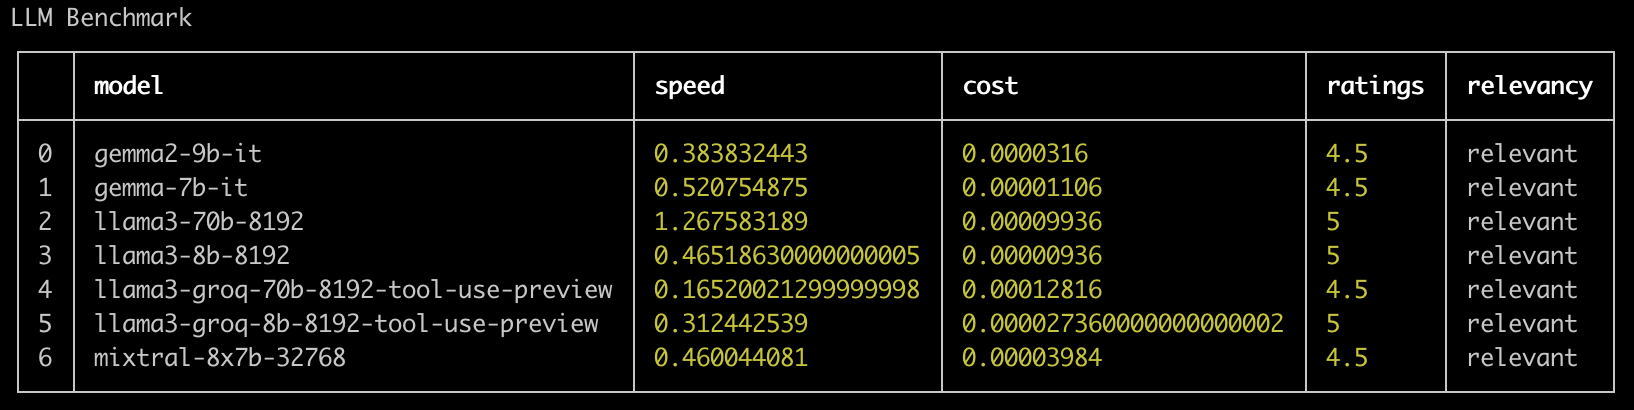 LLM Benchmark
model speed cost ratings relevancy
0 gemma2-9b-it 0.383832443 0.0000316 4.5 relevant
1 gemma-7b-it 0.520754875 0.00001106 4.5 relevant
2 llama3-70b-8192 1.267583189 0.00009936 5 relevant
3 llama3-8b-8192 0.46518630000000005 0.00000936 5 relevant
4 llama3-groq-70b-8192-tool-use-preview 0.16520021299999998 0.00012816 4.5 relevant
5 llama3-groq-8b-8192-tool-use-preview 0.312442539 0.000027360000000000002 5 relevant
6 mixtral-8x7b-32768 0.460044081 0.00003984 4.5 relevant